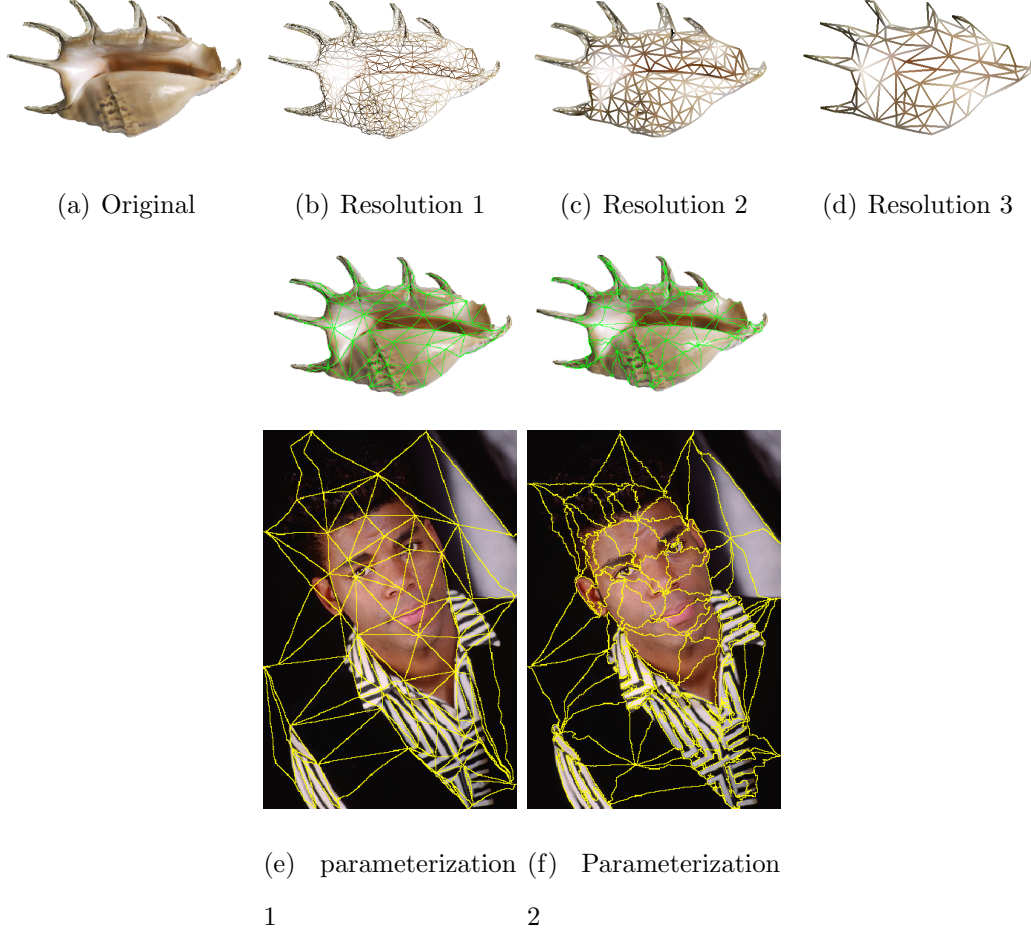 (a) Original
(b) Resolution 1
(c) Resolution 2
(d) Resolution 3
(e) parameterization
1
(f) Parameterization
2